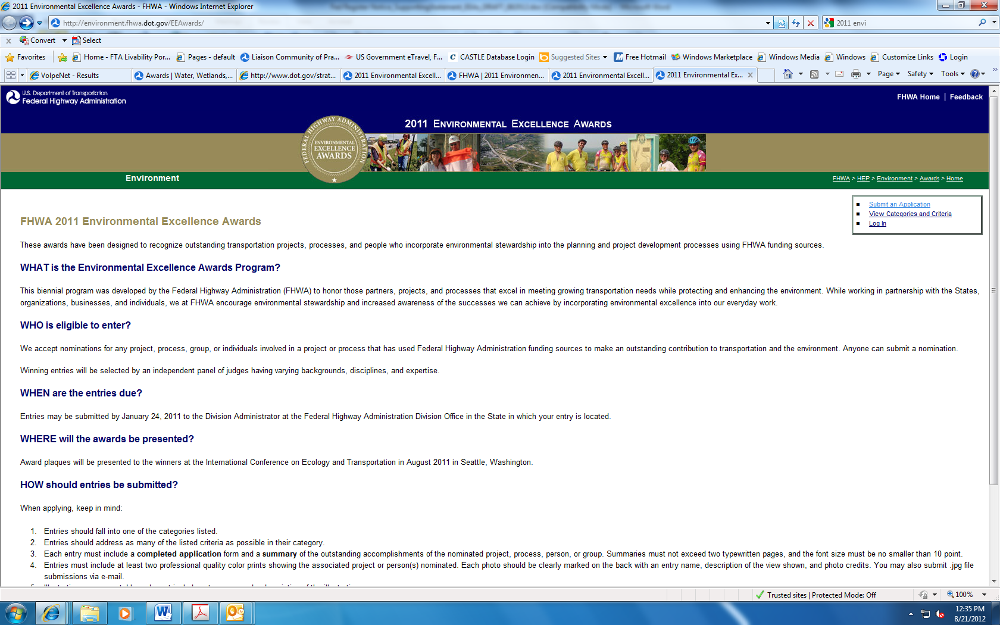 2011 Environmental Excellence Awards - FHWA - Windows Internet Explorer
http://environment.fhwa.dot.gov/EEAwards/
2011 envi
x Convert Select
Favorites Home - FTA Livability Por... Pages - default Liaison Community of Pra... US Government eTravel, F... CASTLE Database Login Suggested Sites Free Hotmail Windows Marketplace Windows Media Windows Customize Links Login
VolpeNet - Results Awards | Water, Wetlands,... http://www.dot.gov/strat... 2011 Environmental Excell... FHWA | 2011 Environmen... 2011 Environmental Excell... 2011 Environmental Ex... Page Safety Tools
U.S. Department of Transportation
Federal Highway Administration
FHWA Home | Feedback
2011 Environmental Excellence Awards
FEDERAL HIGHWAY ADMINISTRATION
ENVIRONMENTAL
EXCELLENCE
AWARDS
Environment
FHWA > HEP > Environment > Awards > Home
Submit an Application
View Categories and Criteria
Log In
FHWA 2011 Environmental Excellence Awards
These awards have been designed to recognize outstanding transportation projects, processes, and people who incorporate environmental stewardship into the planning and project development processes using FHWA funding sources.
WHAT is the Environmental Excellence Awards Program?
This biennial program was developed by the Federal Highway Administration (FHWA) to honor those partners, projects, and processes that excel in meeting growing transportation needs while protecting and enhancing the environment. While working in partnership with the States,
organizations, businesses, and individuals, we at FHWA encourage environmental stewardship and increased awareness of the successes we can achieve by incorporating environmental excellence into our everyday work.
WHO is eligible to enter?
We accept nominations for any project, process, group, or individuals involved in a project or process that has used Federal Highway Administration funding sources to make an outstanding contribution to transportation and the environment. Anyone can submit a nomination.
Winning entries will be selected by an independent panel of judges having varying backgrounds, disciplines, and expertise.
WHEN are the entries due?
Entries may be submitted by January 24, 2011 to the Division Administrator at the Federal Highway Administration Division Office in the State in which your entry is located.
WHERE will the awards be presented?
Award plaques will be presented to the winners at the International Conference on Ecology and Transportation in August 2011 in Seattle, Washington.
HOW should entries be submitted?
When applying, keep in mind:
1. Entries should fall into one of the categories listed.
2. Entries should address as many of the listed criteria as possible in their category.
3. Each entry must include a completed application form and a summary of the outstanding accomplishments of the nominated project, process, person, or group. Summaries must not exceed two typewritten pages, and the font size must be no smaller than 10 point.
4. Entries must include at least two professional quality color prints showing the associated project or person(s) nominated. Each photo should be clearly marked on the back with an entry name, description of the view shown, and photo credits. You may also submit .jpg file
submissions via e-mail.
Trusted sites | Protected Mode: Off
100%
12:35 PM
8/21/2012